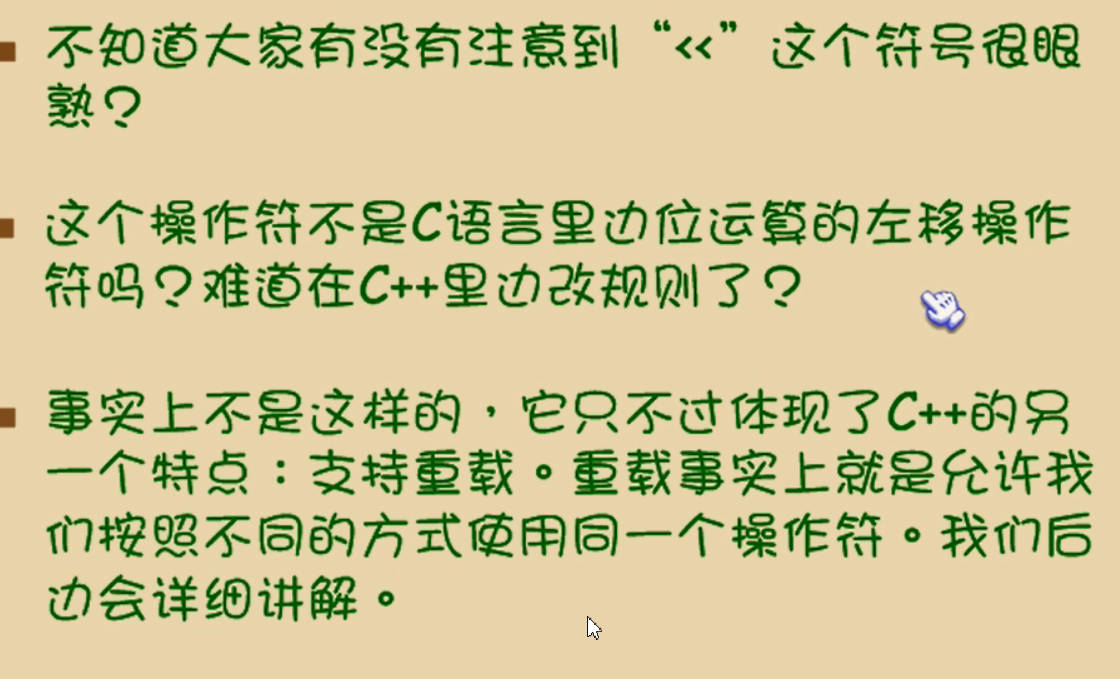 不知道大家有没有注意到“<<”这个符号很眼
熟？
这个操作符不是C语言里边位运算的左移操作
符吗？难道在C++里边改规则了？
事实上不是这样的，它只不过体现了C++的另
一个特点：支持重载。重载事实上就是允许我
们按照不同的方式使用同一个操作符。我们后
边会详细讲解。